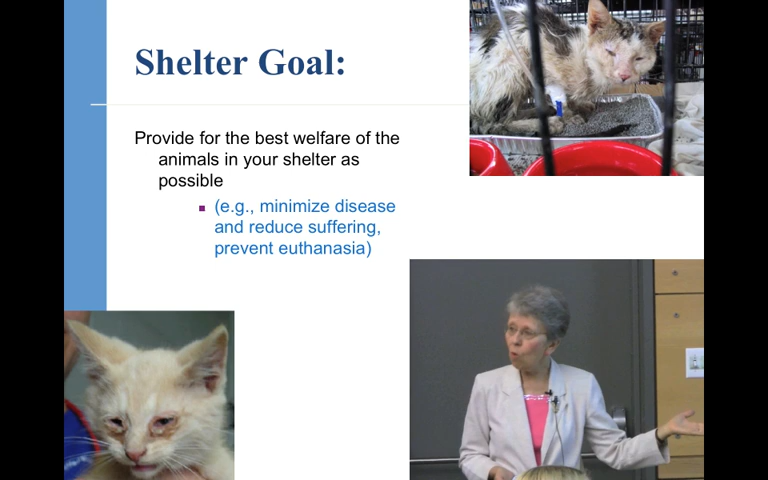 Shelter Goal:
Provide for the best welfare of the
animals in your shelter as
possible
(e.g., minimize disease
and reduce suffering,
prevent euthanasia)